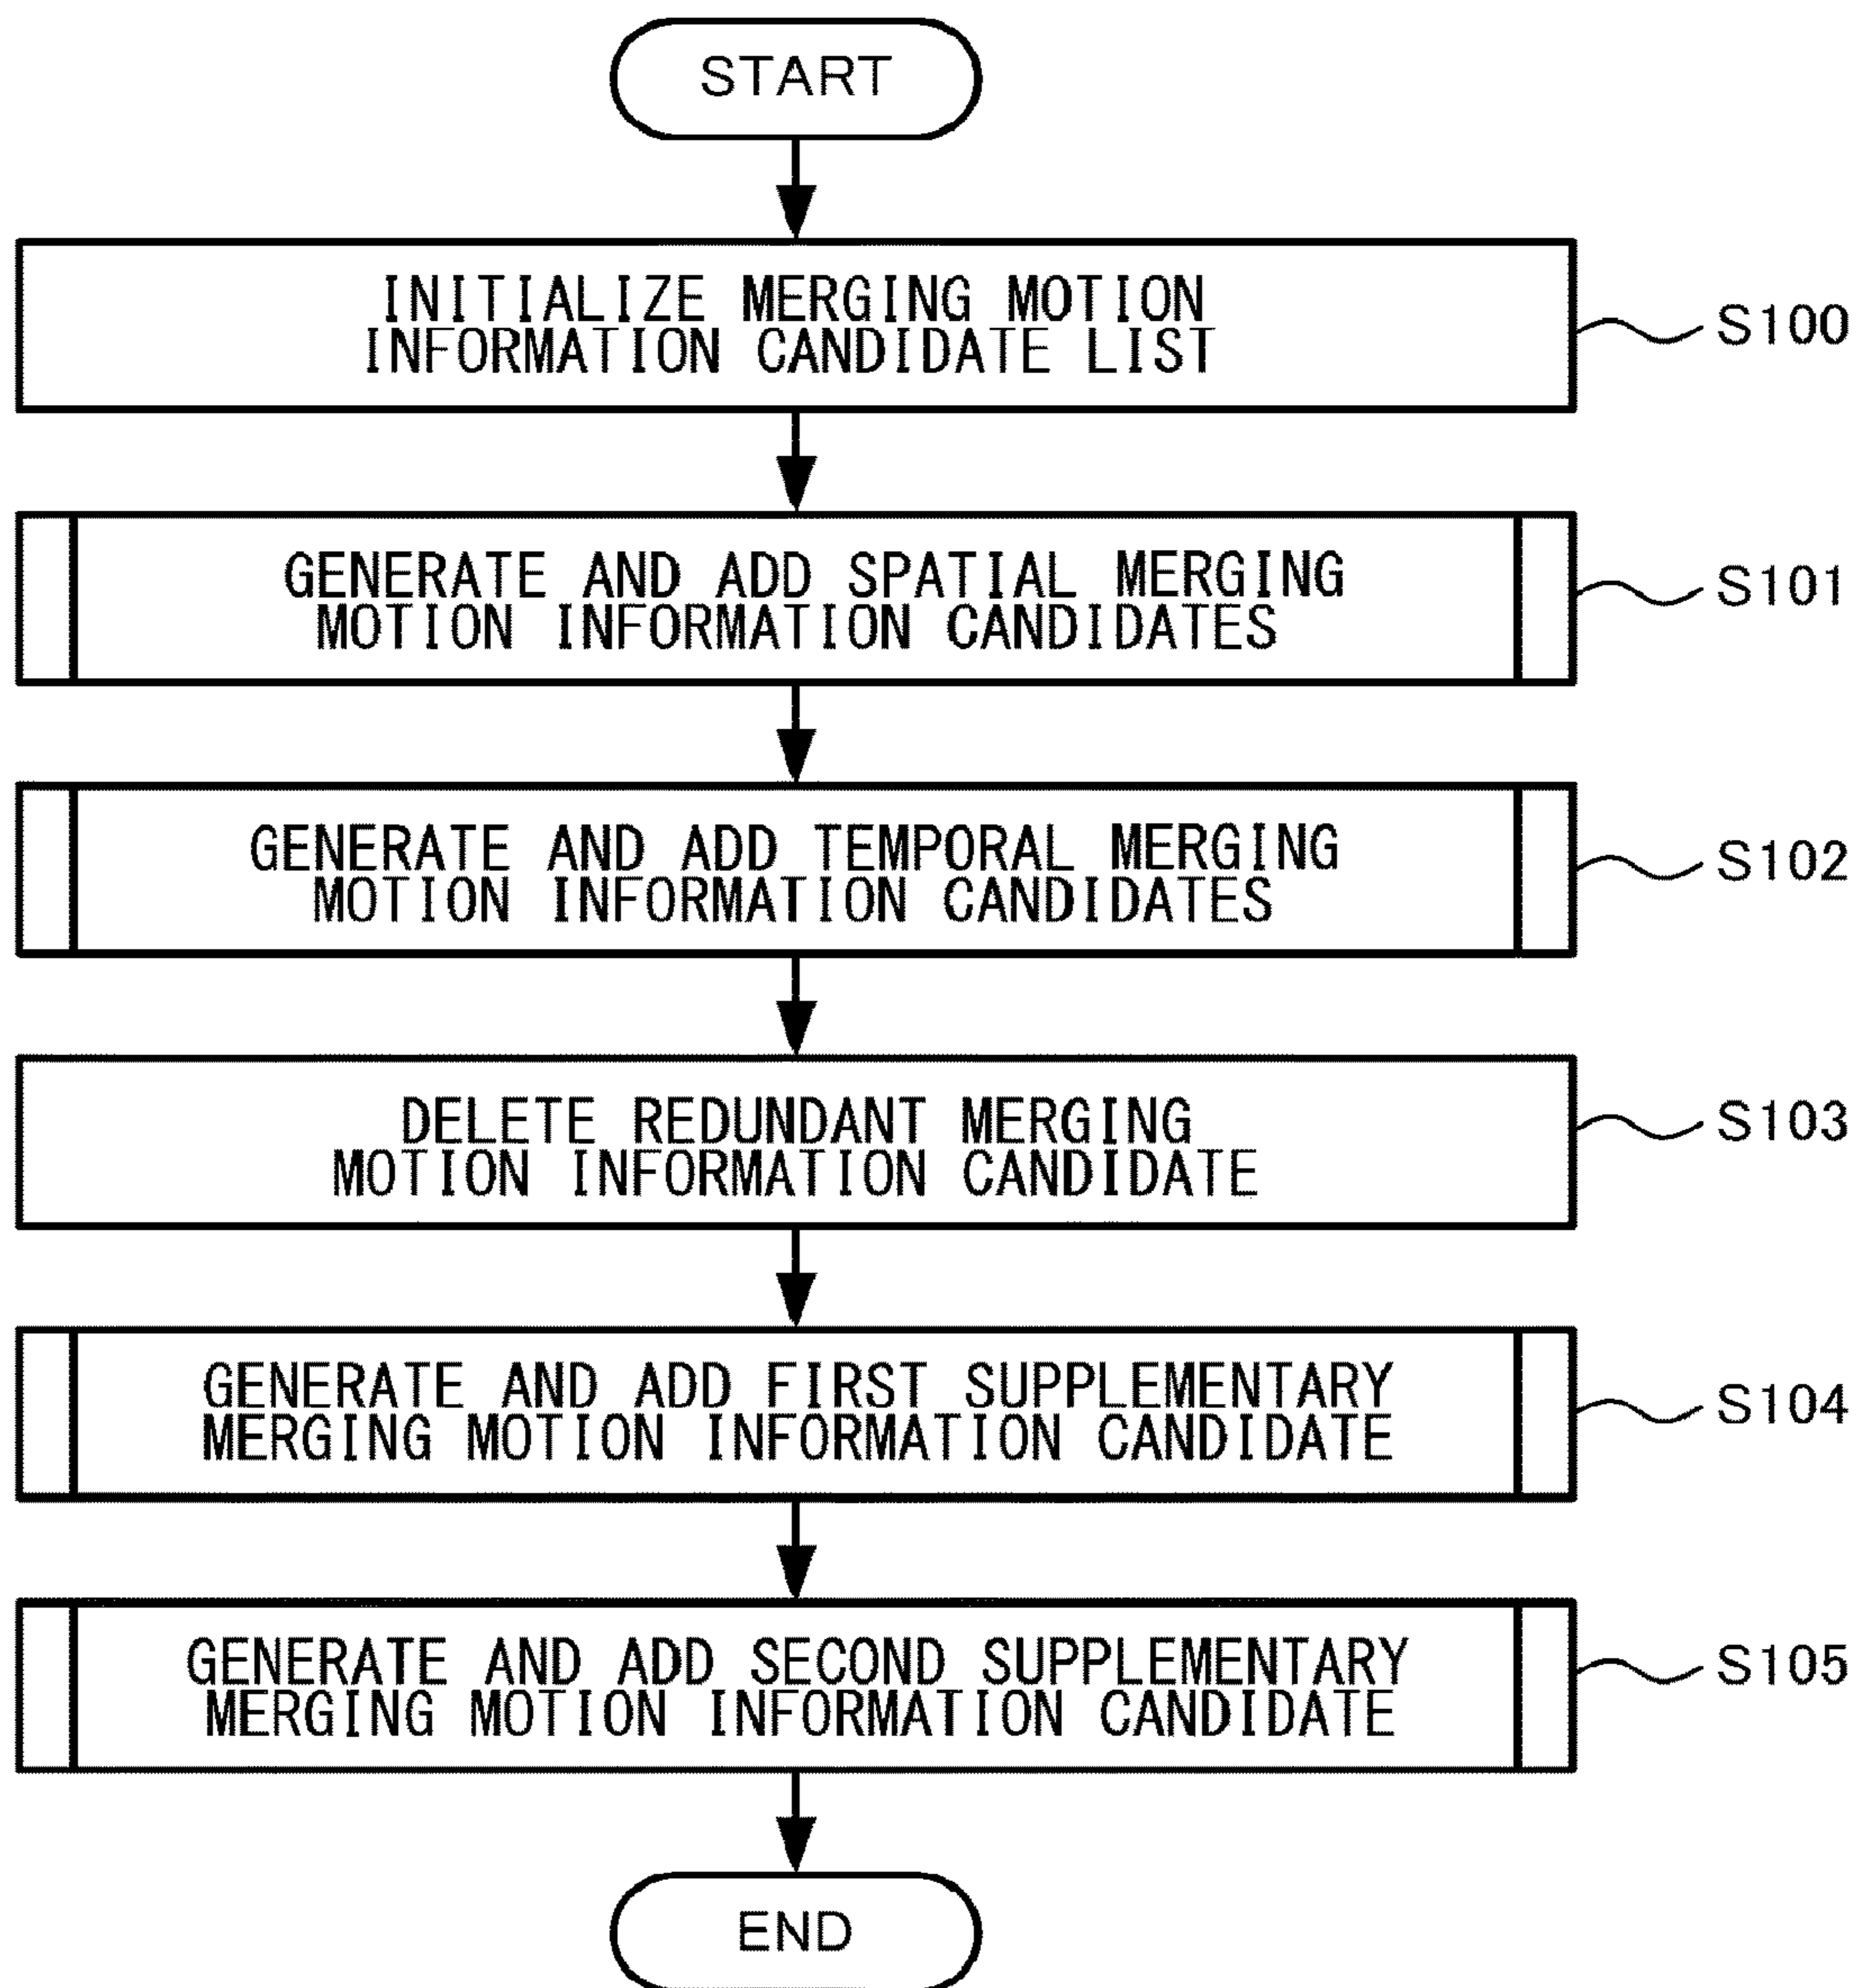 START
INITIALIZE MERGING MOTION
INFORMATION CANDIDATE LIST
S100
GENERATE AND ADD SPATIAL MERGING
MOTION INFORMATION CANDIDATES
S101
GENERATE AND ADD TEMPORAL MERGING
MOTION INFORMATION CANDIDATES
S102
DELETE REDUNDANT MERGING
MOTION INFORMATION CANDIDATE
S103
GENERATE AND ADD FIRST SUPPLEMENTARY
MERGING MOTION INFORMATION CANDIDATE
S104
GENERATE AND ADD SECOND SUPPLEMENTARY
MERGING MOTION INFORMATION CANDIDATE
S105
END